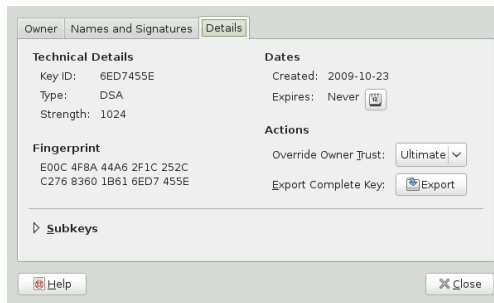 Owner Names and Signatures Details
Technical Details
Key ID: 6ED7455E
Type: DSA
Strength: 1024
Fingerprint
E00C 4F8A 44A6 2F1C 252C
C276 8360 1B61 6ED7 455E
Dates
Created: 2009-10-23
Expires: Never 12
Actions
Override Owner Trust: Ultimate
Export Complete Key: Export
Subkeys
Help Close